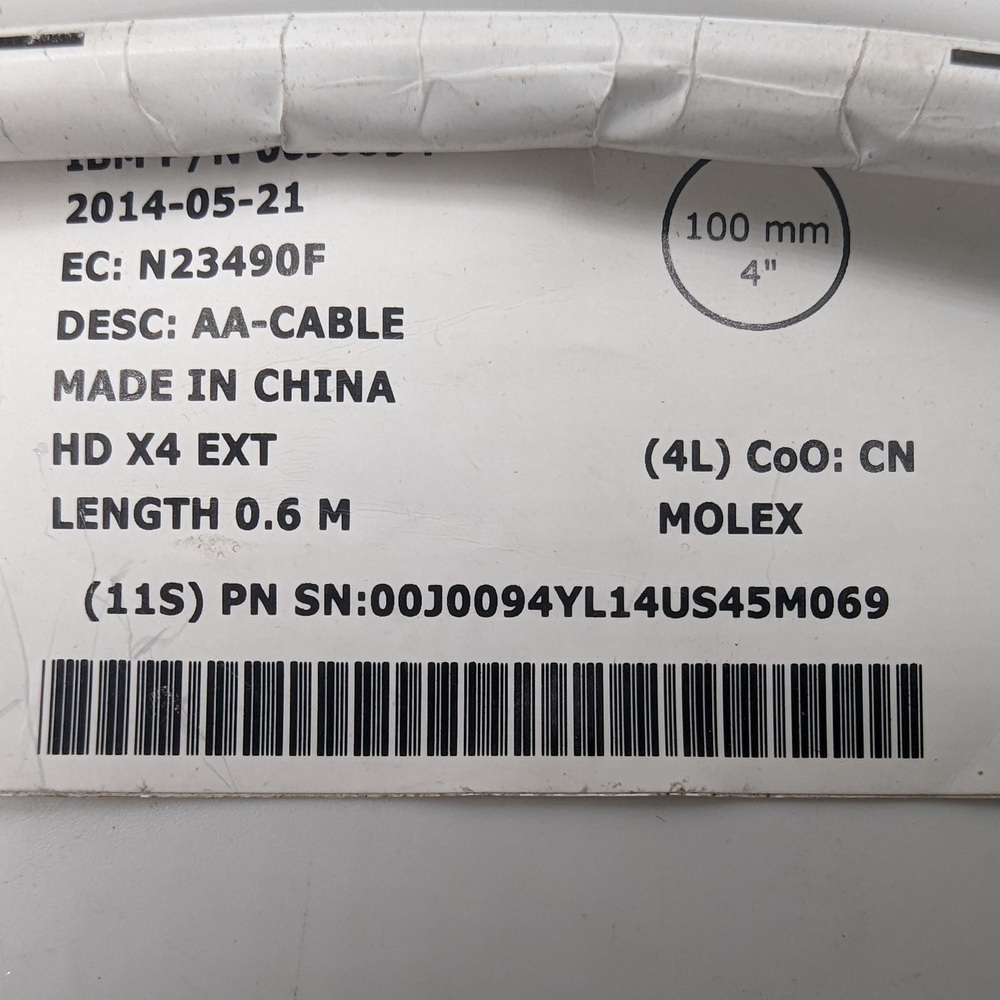 IBM P/N
2014-05-21
100 mm
4"
EC: N23490F
DESC: AA-CABLE
MADE IN CHINA
HD X4 EXT
(4L) CoO: CN
LENGTH 0.6 M
MOLEX
(11S) PN SN:00J0094YL14US45M069